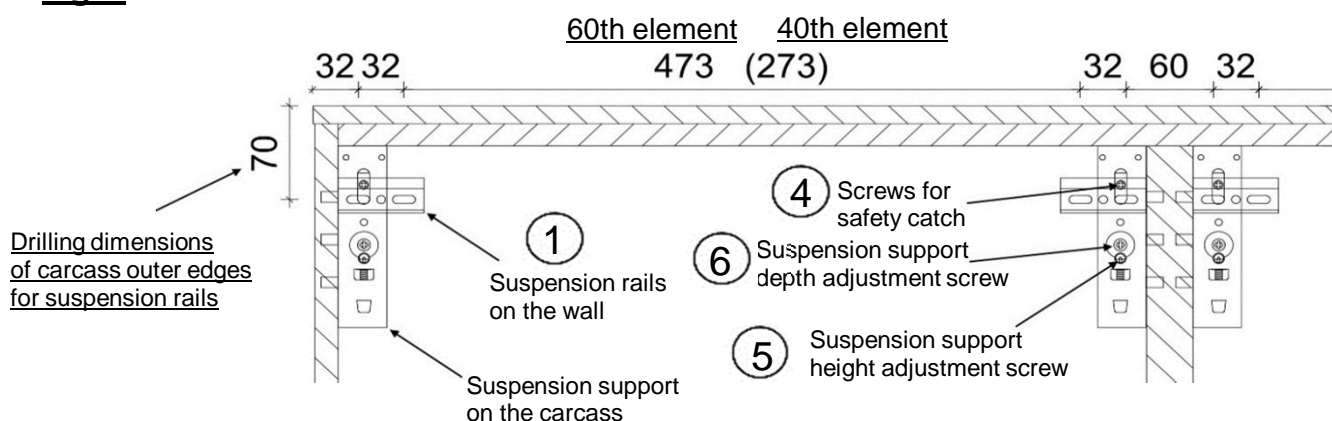 60th element 40th element
32 32 473 (273) 32 60 32
70
4 Screws for
safety catch
Drilling dimensions
of carcass outer edges
for suspension rails
1
Suspension rails
on the wall
6 Suspension support
depth adjustment screw
5 Suspension support
height adjustment screw
Suspension support
on the carcass